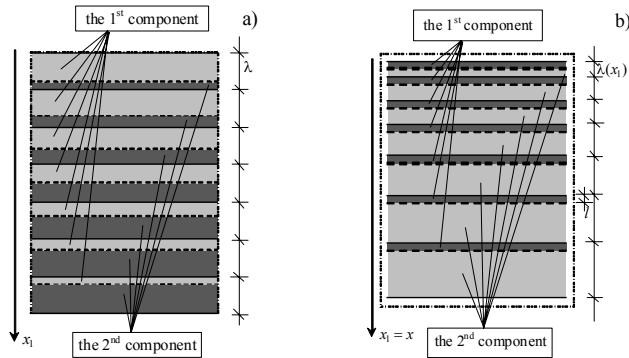 the 1st component
a)
λ
x1
the 2nd component
the 1st component
b)
λ(x1)
l
x1 = x
the 2nd component